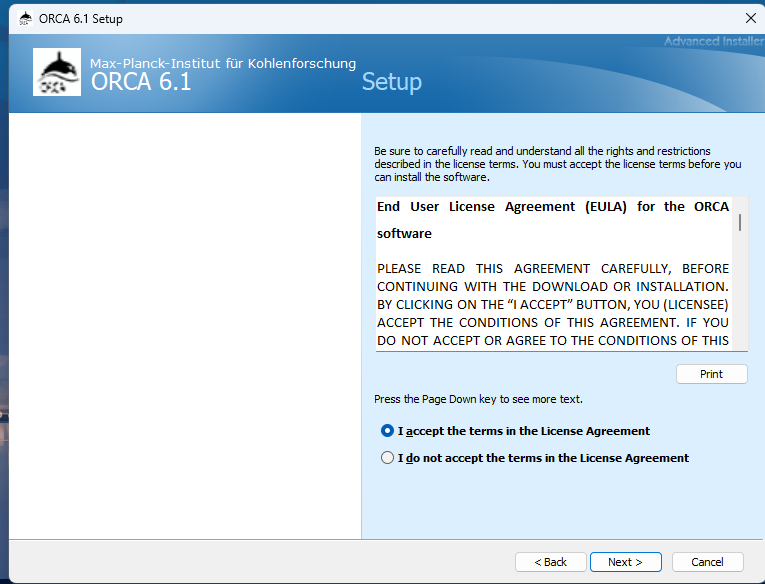 ORCA 6.1 Setup
Advanced Installer
Max-Planck-Institut für Kohlenforschung
ORCA 6.1
Setup
Be sure to carefully read and understand all the rights and restrictions
described in the license terms. You must accept the license terms before you
can install the software.
End User License Agreement (EULA) for the ORCA
software
PLEASE READ THIS AGREEMENT CAREFULLY, BEFORE
CONTINUING WITH THE DOWNLOAD OR INSTALLATION.
BY CLICKING ON THE “I ACCEPT” BUTTON, YOU (LICENSEE)
ACCEPT THE CONDITIONS OF THIS AGREEMENT. IF YOU
DO NOT ACCEPT OR AGREE TO THE CONDITIONS OF THIS
Print
Press the Page Down key to see more text.
I accept the terms in the License Agreement
I do not accept the terms in the License Agreement
< Back
Next >
Cancel